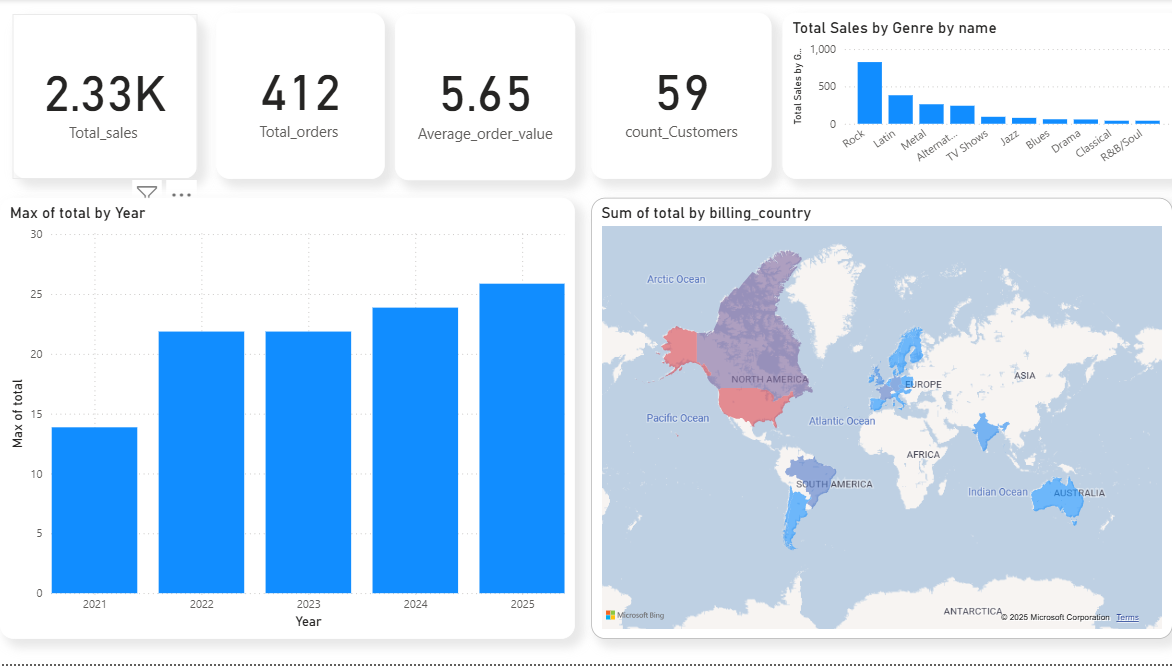 2.33K
Total_sales
412
Total_orders
5.65
Average_order_value
59
count_Customers
Total Sales by Genre by name
Total Sales by G...
1,000
500
0
Rock
Latin
Metal
Alternat...
TV Shows
Jazz
Blues
Drama
Classical
R&B/Soul
Max of total by Year
Max of total
30
25
20
15
10
5
0
2021
2022
2023
2024
2025
Year
Sum of total by billing_country
Arctic Ocean
NORTH AMERICA
EUROPE
ASIA
Pacific Ocean
Atlantic Ocean
AFRICA
SOUTH AMERICA
Indian Ocean
AUSTRALIA
ANTARCTICA
Microsoft Bing
© 2025 Microsoft Corporation Terms